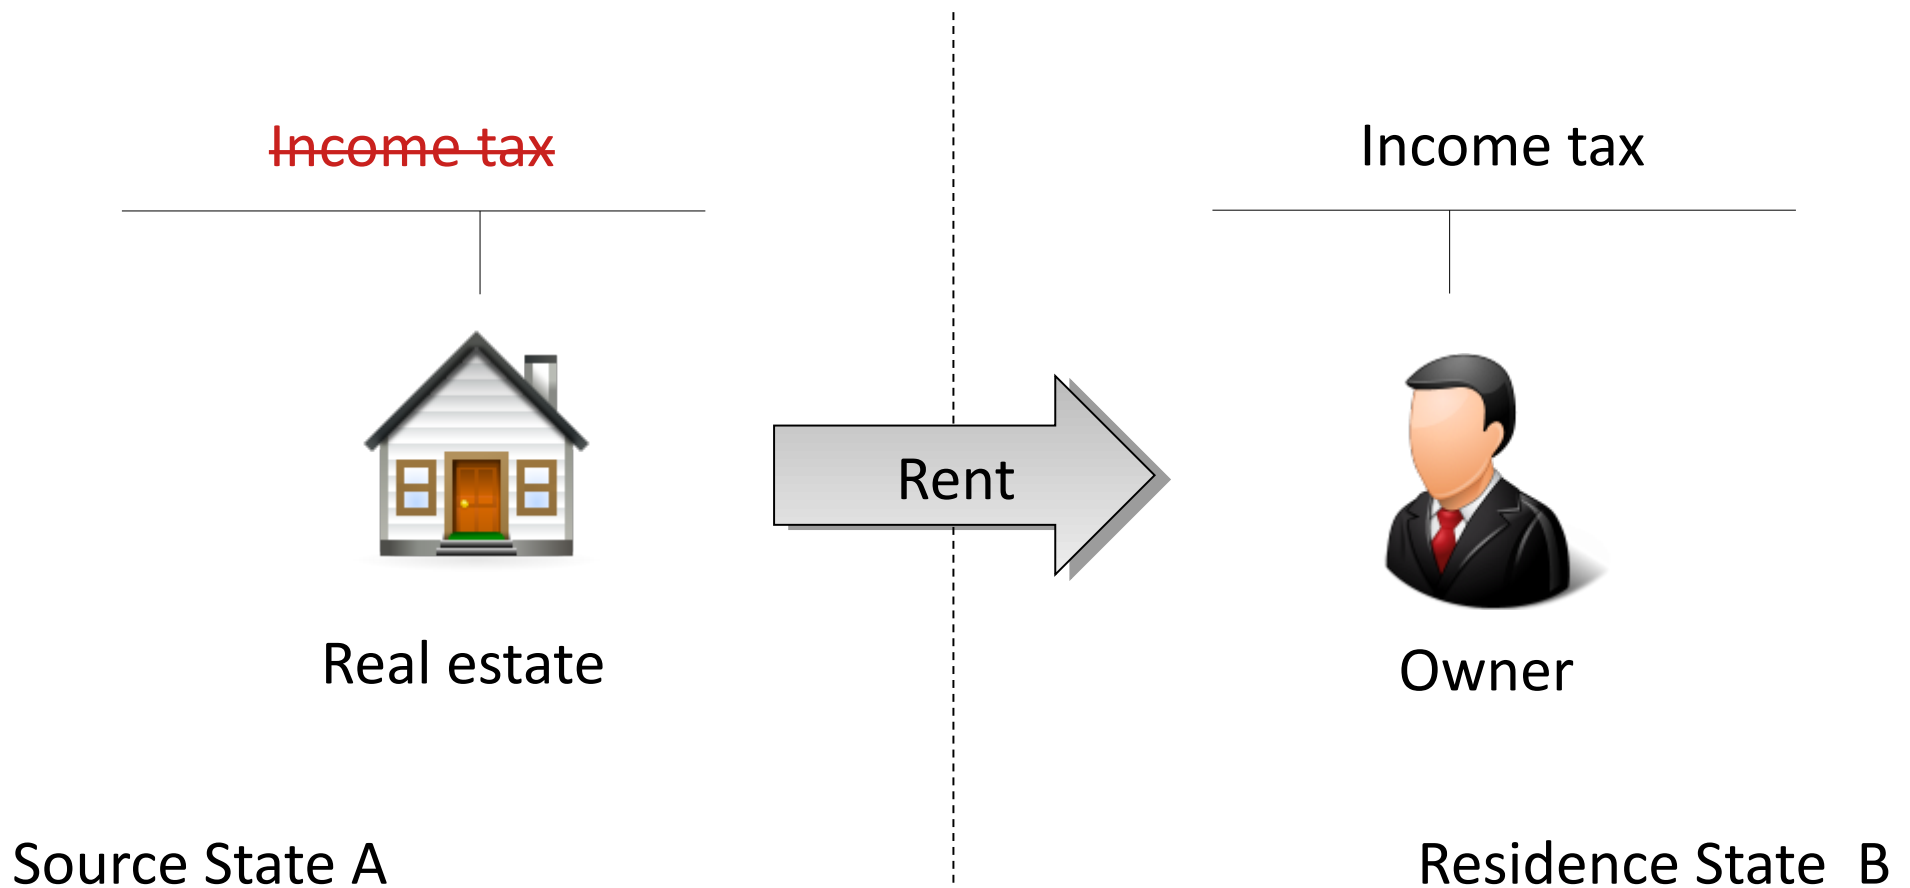 Income tax
Income tax
Rent
Real estate
Owner
Source State A
Residence State  B